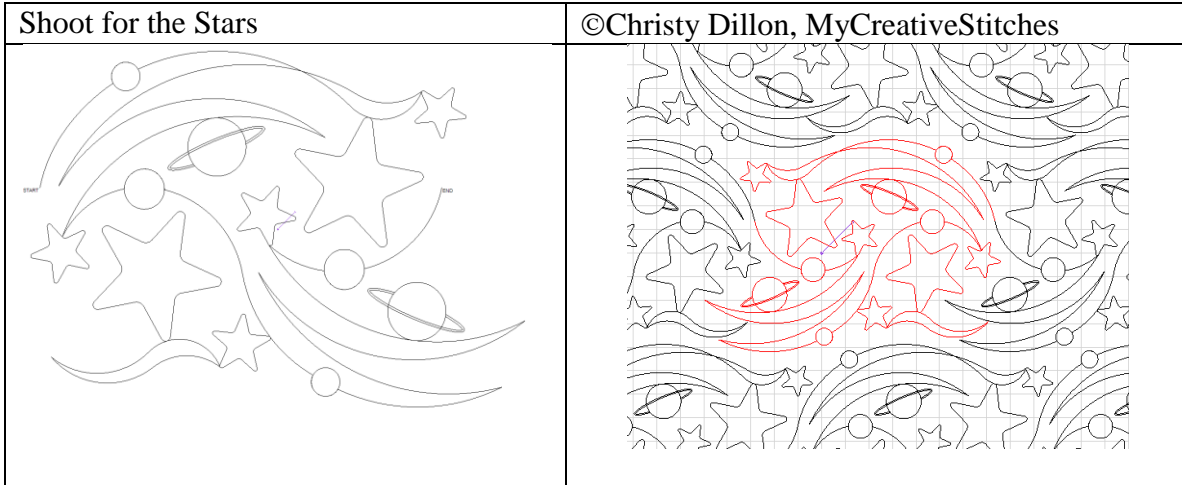 Shoot for the Stars
©Christy Dillon, MyCreativeStitches
START
END